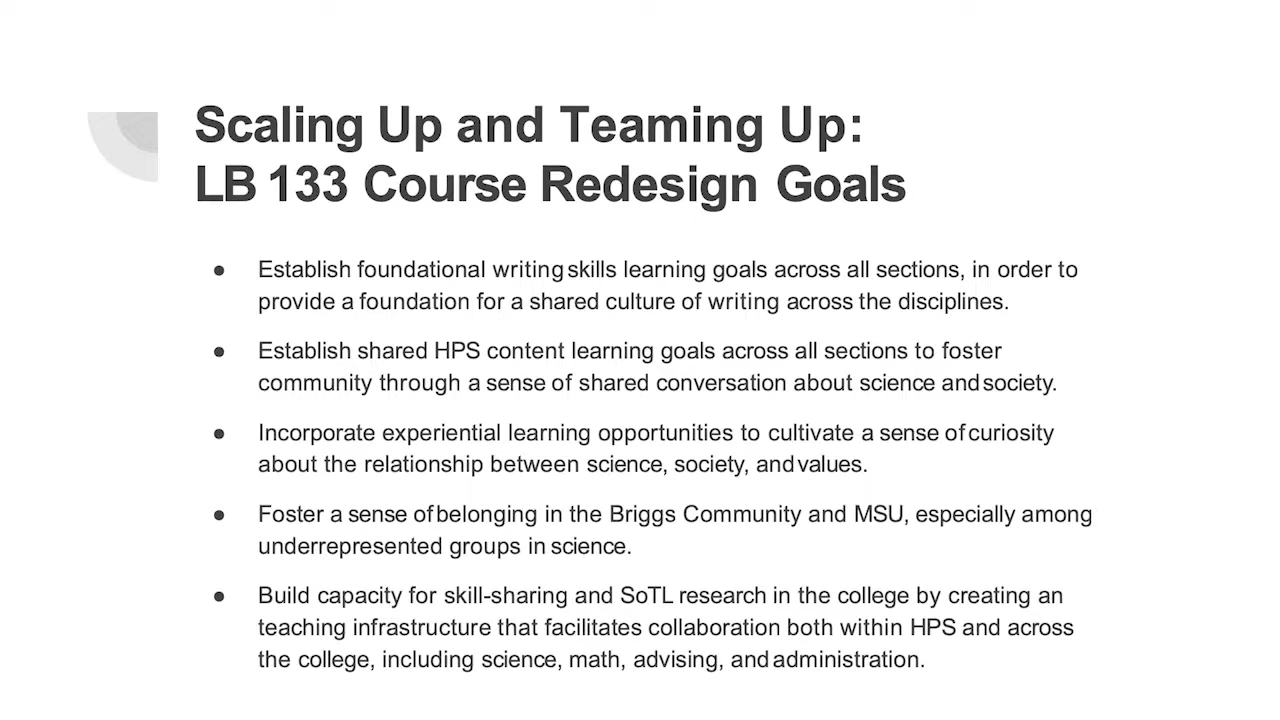 Scaling Up and Teaming Up:
LB 133 Course Redesign Goals
● Establish foundational writing skills learning goals across all sections, in order to
provide a foundation for a shared culture of writing across the disciplines.
● Establish shared HPS content learning goals across all sections to foster
community through a sense of shared conversation about science and society.
● Incorporate experiential learning opportunities to cultivate a sense of curiosity
about the relationship between science, society, and values.
● Foster a sense of belonging in the Briggs Community and MSU, especially among
underrepresented groups in science.
● Build capacity for skill-sharing and SoTL research in the college by creating an
teaching infrastructure that facilitates collaboration both within HPS and across
the college, including science, math, advising, and administration.